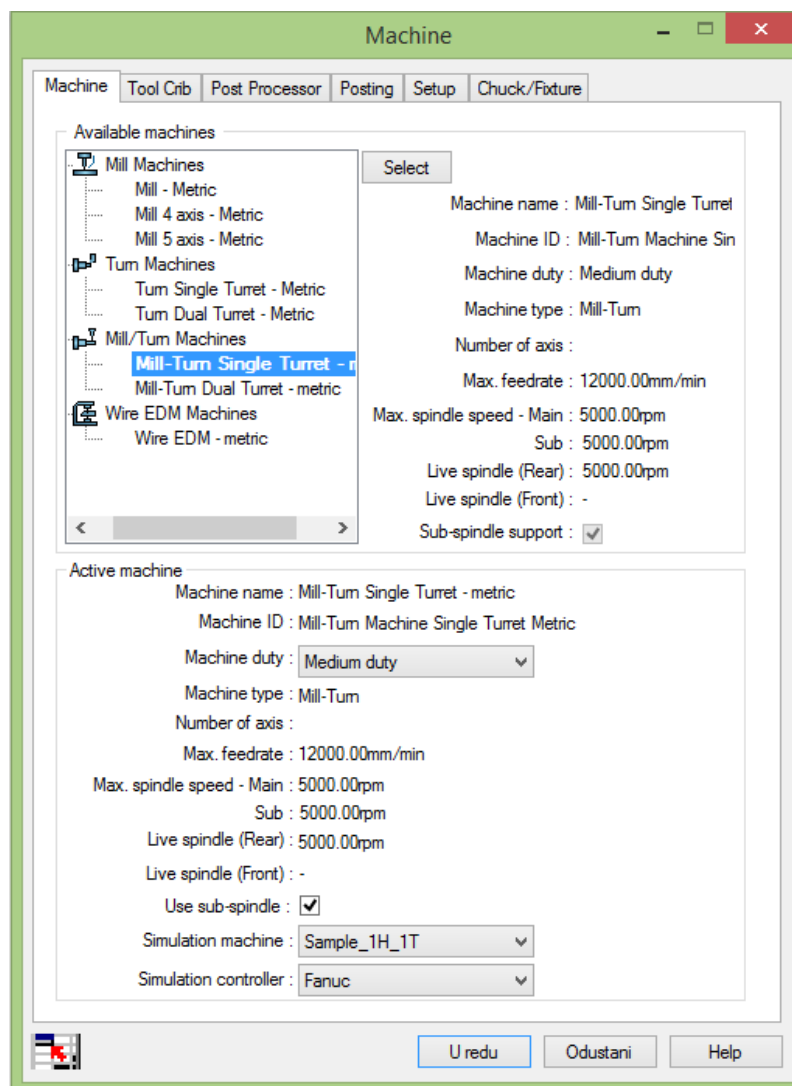 Machine
Machine Tool Crib Post Processor Posting Setup Chuck/Fixture
Available machines
Mill Machines
Mill - Metric
Mill 4 axis - Metric
Mill 5 axis - Metric
Turn Machines
Turn Single Turret - Metric
Turn Dual Turret - Metric
Mill/Turn Machines
Mill-Turn Single Turret - m
Mill-Turn Dual Turret - metric
Wire EDM Machines
Wire EDM - metric
Select
Machine name : Mill-Turn Single Turret
Machine ID : Mill-Turn Machine Sin
Machine duty : Medium duty
Machine type : Mill-Turn
Number of axis :
Max. feedrate : 12000.00mm/min
Max. spindle speed - Main : 5000.00rpm
Sub : 5000.00rpm
Live spindle (Rear) : 5000.00rpm
Live spindle (Front) : -
Sub-spindle support :
Active machine
Machine name : Mill-Turn Single Turret - metric
Machine ID : Mill-Turn Machine Single Turret Metric
Machine duty : Medium duty
Machine type : Mill-Turn
Number of axis :
Max. feedrate : 12000.00mm/min
Max. spindle speed - Main : 5000.00rpm
Sub : 5000.00rpm
Live spindle (Rear) : 5000.00rpm
Live spindle (Front) : -
Use sub-spindle :
Simulation machine : Sample_1H_1T
Simulation controller : Fanuc
U redu Odustani Help